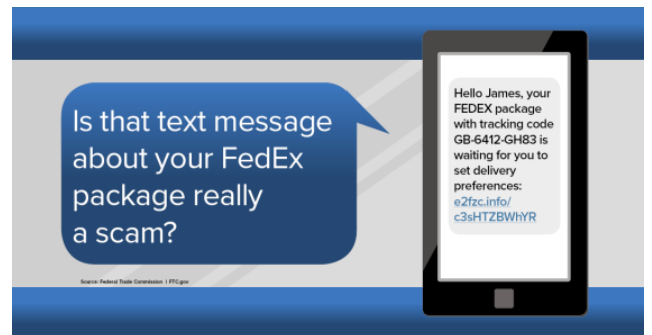 Is that text message
about your FedEx
package really
a scam?
Source: Federal Trade Commission | FTC.gov
Hello James, your
FEDEX package
with tracking code
GB-6412-GH83 is
waiting for you to
set delivery
preferences:
e2fzc.info/
c3sHTZBWhYR